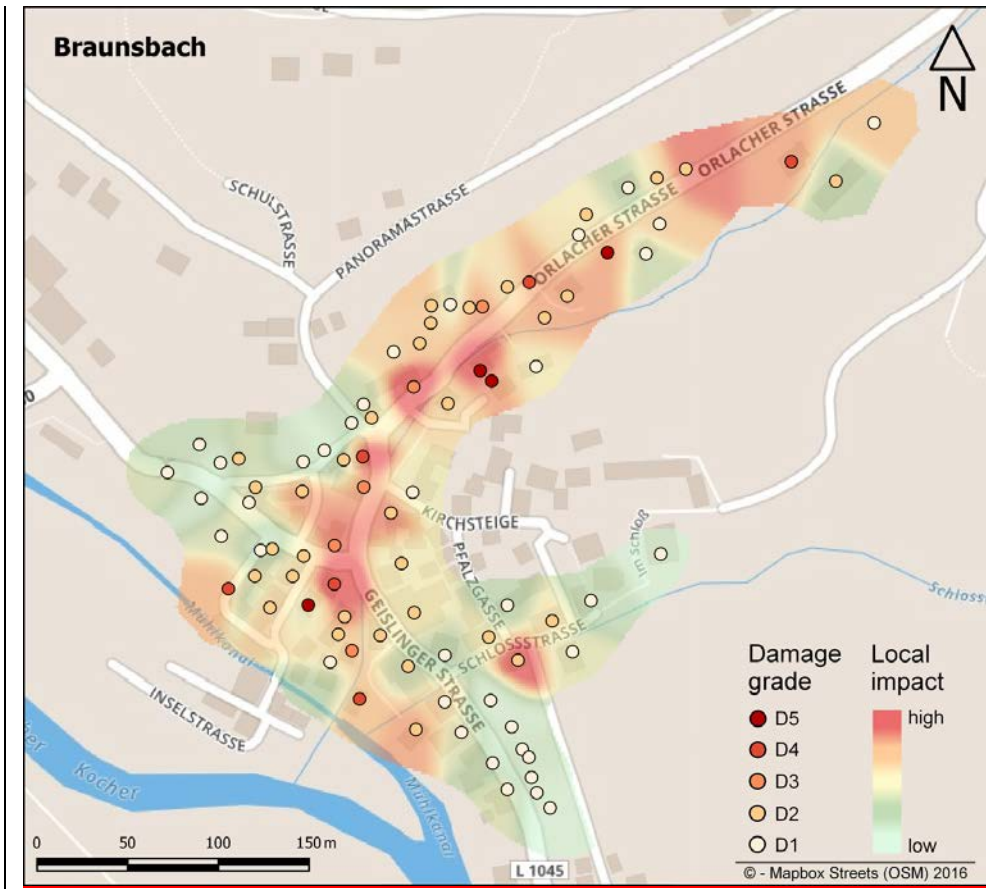 Braunsbach
N
ORLACHER STRASSE
SCHULSTRASSE
PANORAMASTRASSE
ORLACHER STRASSE
KIRCHSTEIGE
PFALZGASSE
Im Schloß
Schlosst
GEISLINGER STRASSE
SCHLOSSSTRASSE
Mühlkanal
INSELSTRASSE
cher
Kocher
Mühlkanal
L 1045
Damage grade
D5
D4
D3
D2
D1
Local impact
high
low
0 50 100 150 m
© - Mapbox Streets (OSM) 2016